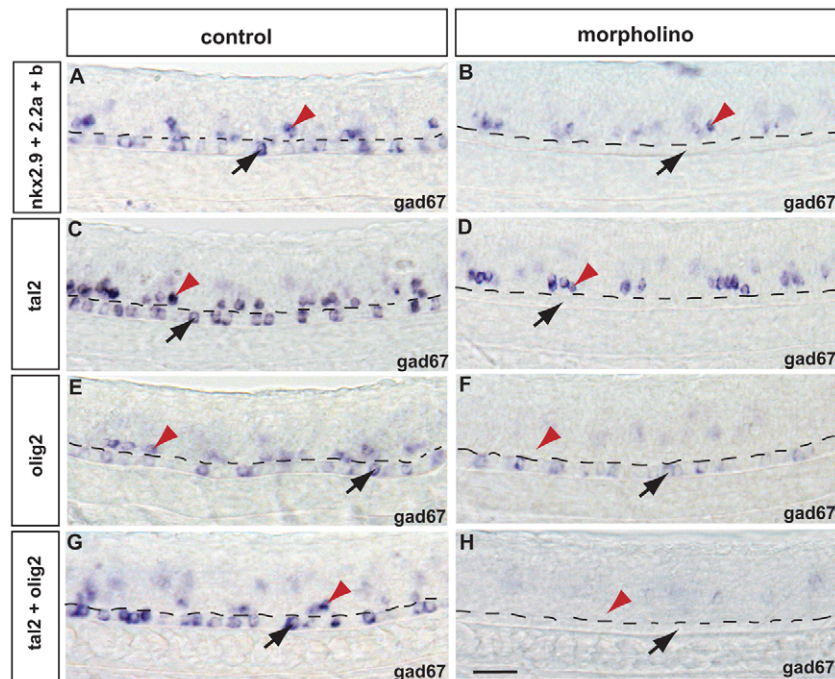 control
morpholino
nkx2.9 + 2.2a + b
A
gad67
B
gad67
tal2
C
gad67
D
gad67
olig2
E
gad67
F
gad67
tal2 + olig2
G
gad67
H
gad67